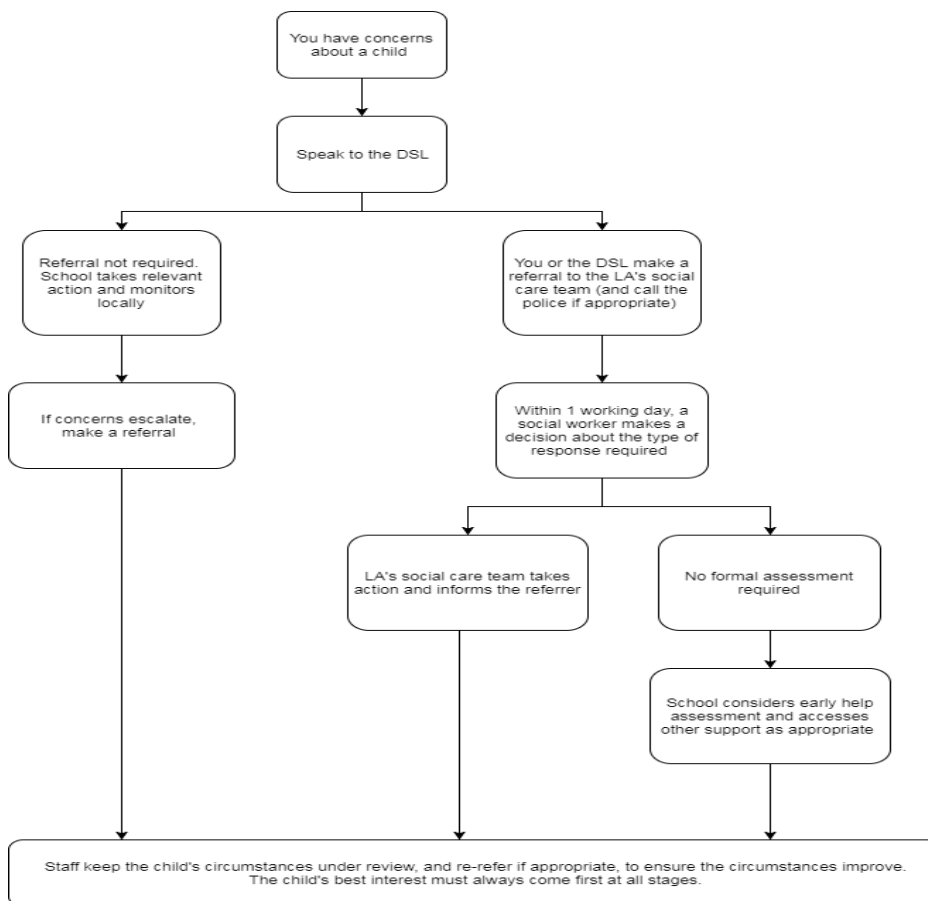 You have concerns
about a child
Speak to the DSL
Referral not required.
School takes relevant
action and monitors
locally
You or the DSL make a
referral to the LA's social
care team (and call the
police if appropriate)
If concerns escalate,
make a referral
Within 1 working day, a
social worker makes a
decision about the type of
response required
LA's social care team takes
action and informs the referrer
No formal assessment
required
School considers early help
assessment and accesses
other support as appropriate
Staff keep the child's circumstances under review, and re-refer if appropriate, to ensure the circumstances improve.
The child's best interest must always come first at all stages.